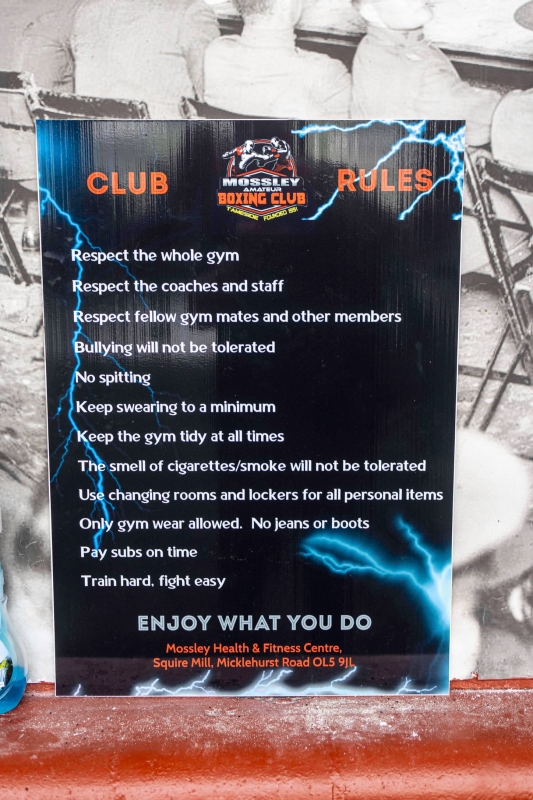 CLUB RULES
MOSSLEY
AMATEUR
BOXING CLUB
TAMESIDE FOUNDED 1991
Respect the whole gym
Respect the coaches and staff
Respect fellow gym mates and other members
Bullying will not be tolerated
No spitting
Keep swearing to a minimum
Keep the gym tidy at all times
The smell of cigarettes/smoke will not be tolerated
Use changing rooms and lockers for all personal items
Only gym wear allowed. No jeans or boots
Pay subs on time
Train hard, fight easy
ENJOY WHAT YOU DO
Mossley Health & Fitness Centre,
Squire Mill, Micklehurst Road OL5 9JL